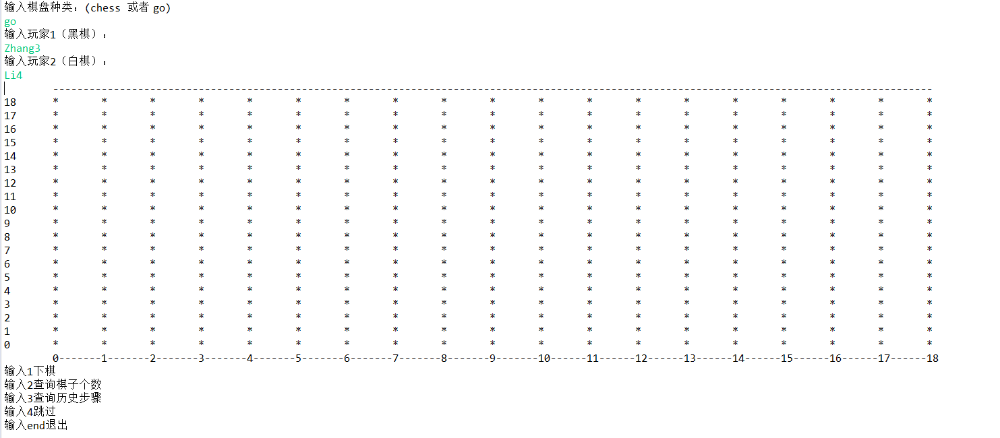 输入棋盘种类：(chess 或者 go)
go
输入玩家1（黑棋）：
Zhang3
输入玩家2（白棋）：
Li4
-------------------------------------------------------------------------------------------------------------------------------------------------
18 * * * * * * * * * * * * * * * * * * *
17 * * * * * * * * * * * * * * * * * * *
16 * * * * * * * * * * * * * * * * * * *
15 * * * * * * * * * * * * * * * * * * *
14 * * * * * * * * * * * * * * * * * * *
13 * * * * * * * * * * * * * * * * * * *
12 * * * * * * * * * * * * * * * * * * *
11 * * * * * * * * * * * * * * * * * * *
10 * * * * * * * * * * * * * * * * * * *
9 * * * * * * * * * * * * * * * * * * *
8 * * * * * * * * * * * * * * * * * * *
7 * * * * * * * * * * * * * * * * * * *
6 * * * * * * * * * * * * * * * * * * *
5 * * * * * * * * * * * * * * * * * * *
4 * * * * * * * * * * * * * * * * * * *
3 * * * * * * * * * * * * * * * * * * *
2 * * * * * * * * * * * * * * * * * * *
1 * * * * * * * * * * * * * * * * * * *
0 * * * * * * * * * * * * * * * * * * *
0-------1-------2-------3-------4-------5-------6-------7-------8-------9-------10------11------12------13------14------15------16------17------18
输入1下棋
输入2查询棋子个数
输入3查询历史步骤
输入4跳过
输入end退出